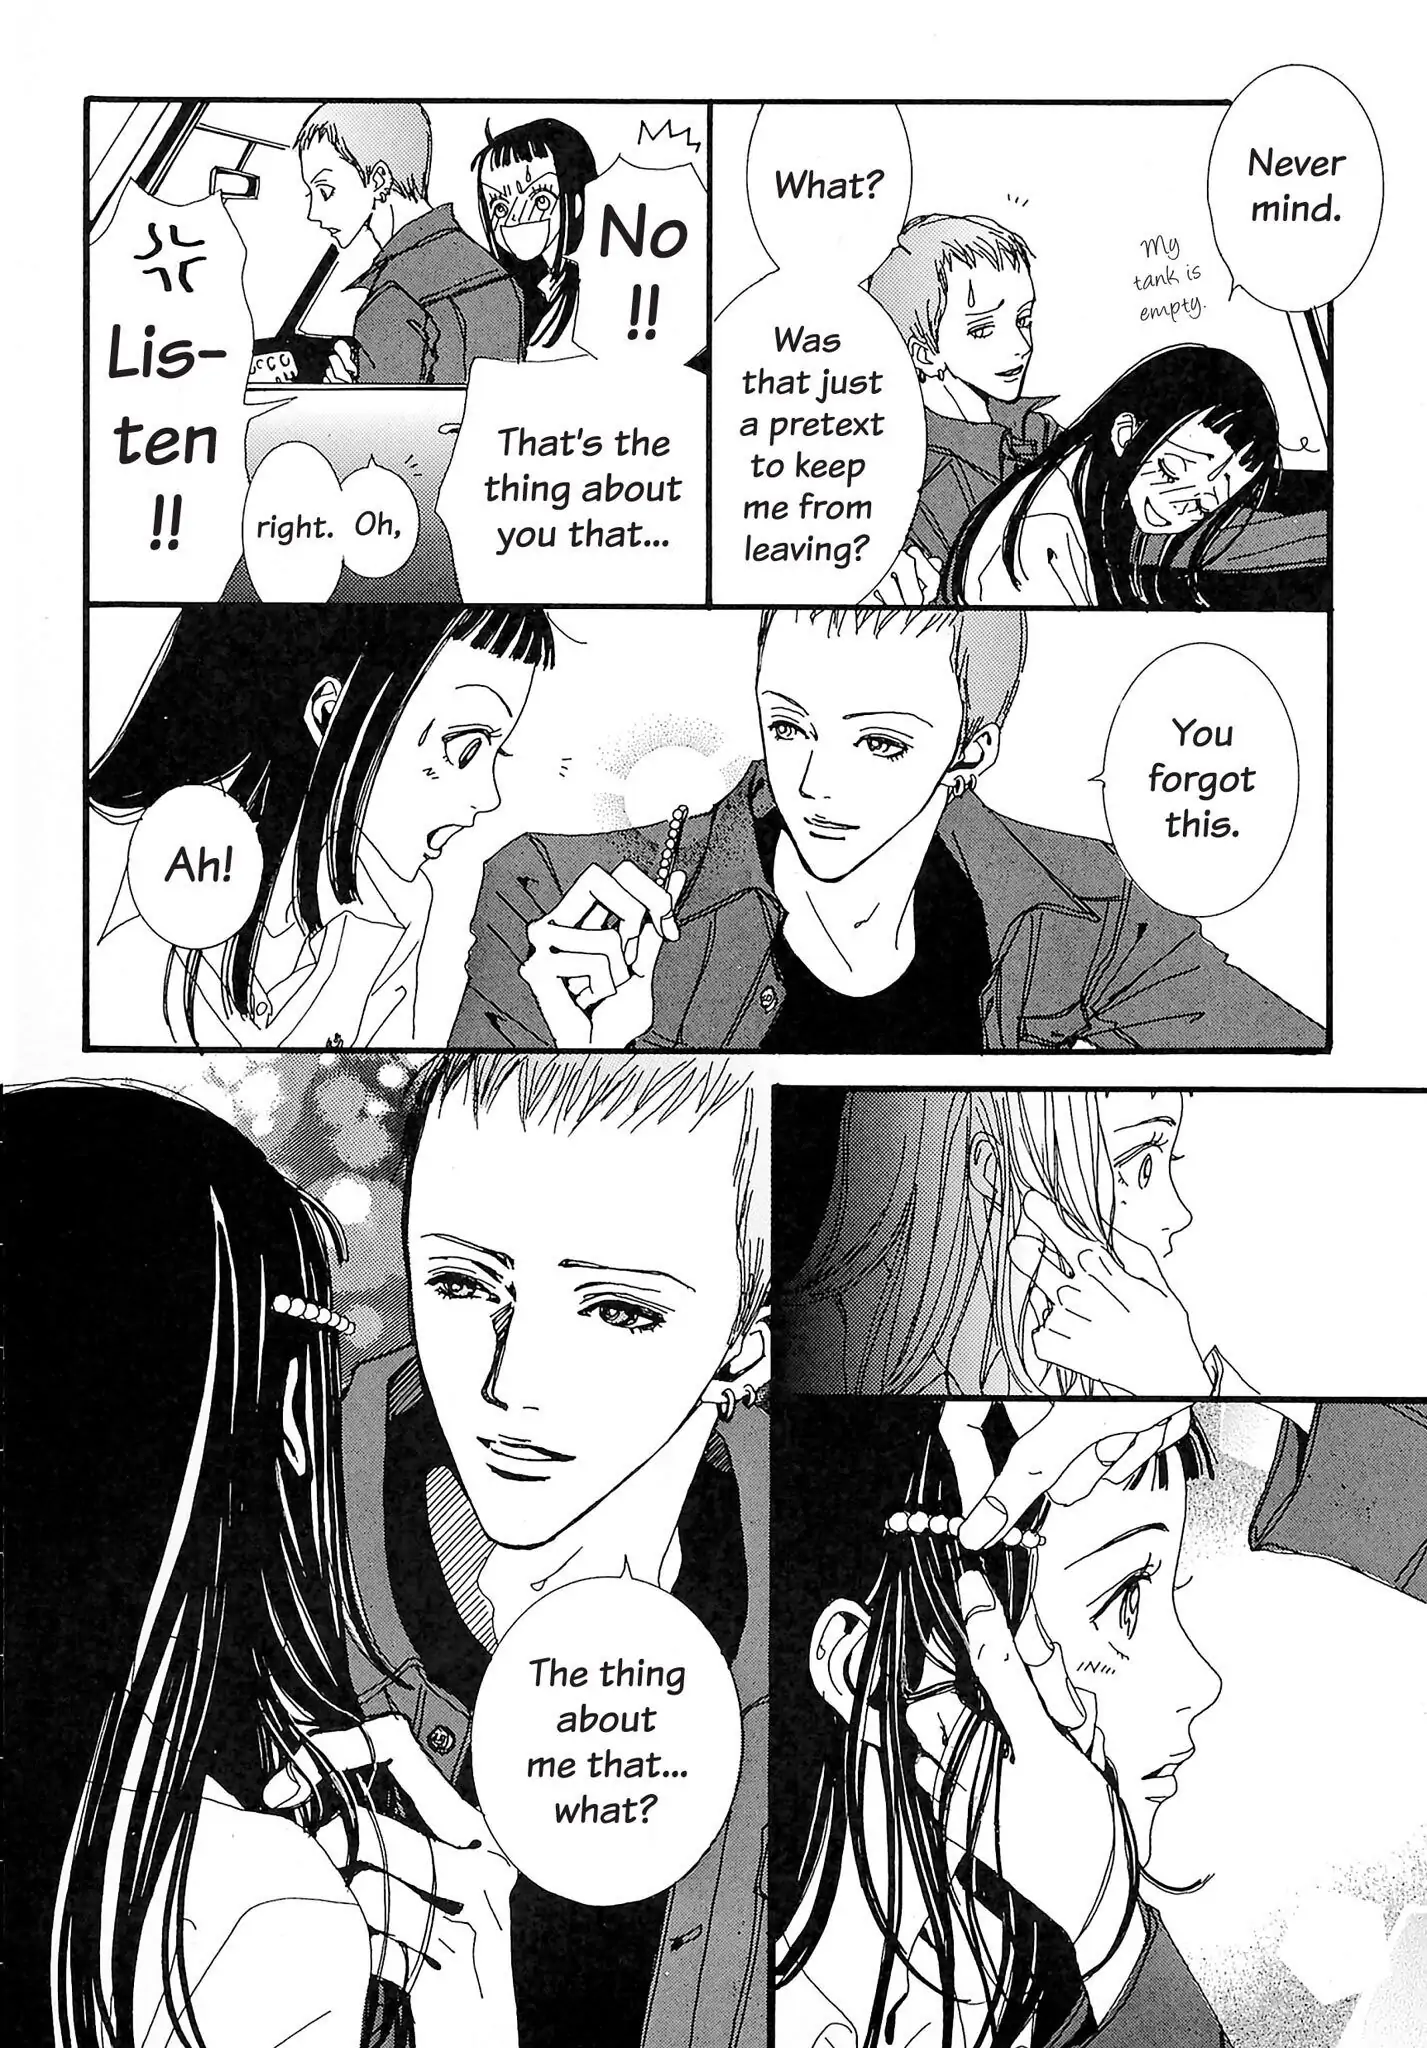 Never
mind.
My
tank is
empty.
What?
Was
that just
a pretext
to keep
me from
leaving?
No
!!
That's the
thing about
you that...
Oh,
right.
Lis-
ten
!!
You
forgot
this.
Ah!
The thing
about
me that...
what?